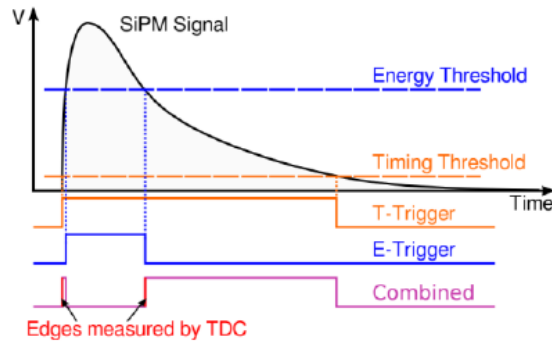 V
SiPM Signal
Energy Threshold
Timing Threshold
Time
T-Trigger
E-Trigger
Combined
Edges measured by TDC